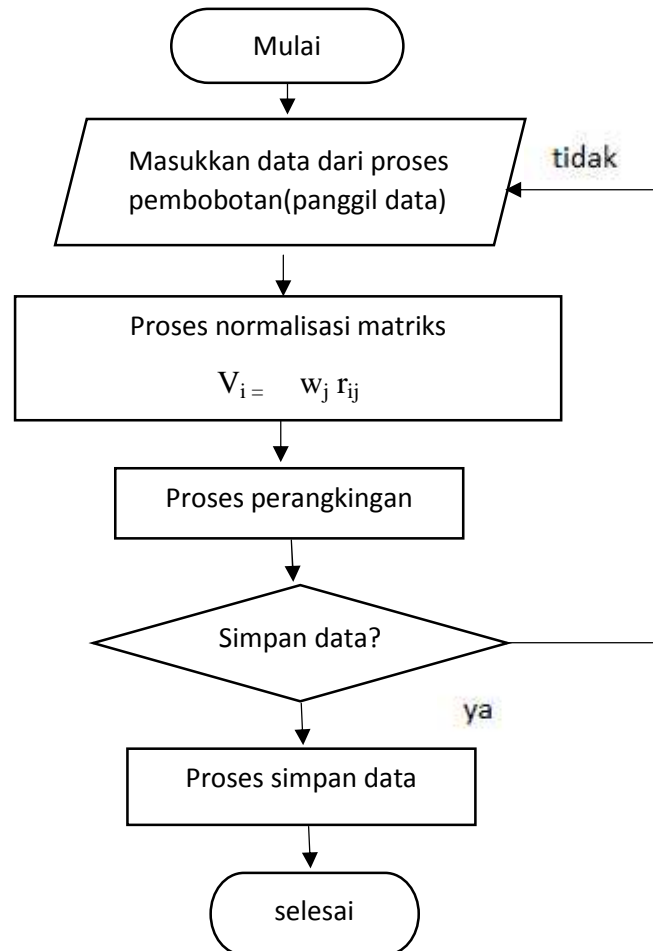 Mulai
Masukkan data dari proses
pembobotan(panggil data)
tidak
Proses normalisasi matriks
Vi = wj rij
Proses perangkingan
Simpan data?
ya
Proses simpan data
selesai